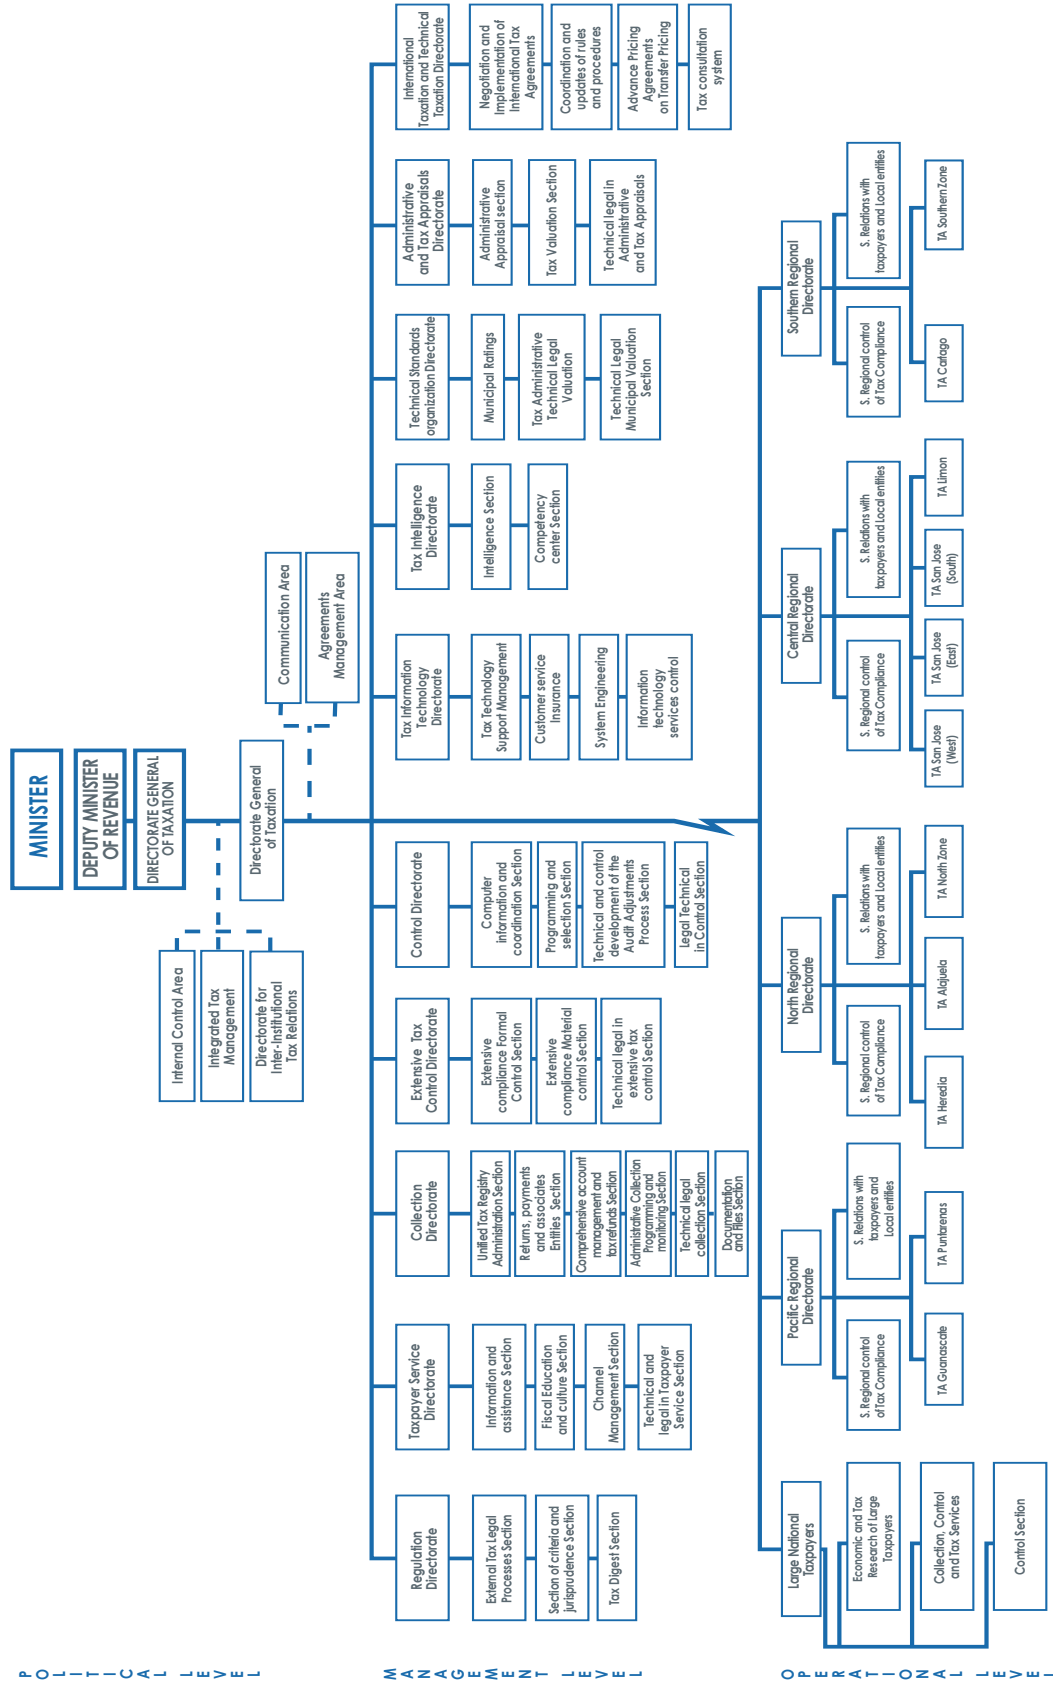 POLITICAL LEVEL
MINISTER
DEPUTY MINISTER
OF REVENUE
DIRECTORATE GENERAL
OF TAXATION
Internal Control Area
Integrated Tax
Management
Directorate for
Inter-Institutional
Tax Relations
Directorate General
of Taxation
Communication Area
Agreements
Management Area
MANAGEMENT LEVEL
Regulation
Directorate
External Tax Legal
Processes Section
Section of criteria and
jurisprudence Section
Tax Digest Section
Taxpayer Service
Directorate
Information and
assistance Section
Fiscal Education
and culture Section
Channel
Management Section
Technical and
legal in Taxpayer
Service Section
Collection
Directorate
Unified Tax Registry
Administration Section
Returns, payments
and associates
Entities Section
Comprehensive account
management and
tax refunds Section
Administrative Collection
Programming and
monitoring Section
Technical legal
collection Section
Documentation
and files Section
Extensive Tax
Control Directorate
Extensive
compliance Formal
Control Section
Extensive
compliance Material
control Section
Technical legal in
extensive tax
control Section
Control Directorate
Computer
information and
coordination Section
Programming and
selection Section
Technical and control
development of the
Audit Adjustments
Process Section
Legal Technical
in Control Section
Tax Information
Technology
Directorate
Tax Technology
Support Management
Customer service
Insurance
System Engineering
Information
technology
services control
Tax Intelligence
Directorate
Intelligence Section
Competency
center Section
Technical Standards
organization Directorate
Municipal Ratings
Tax Administrative
Technical Legal
Valuation
Technical Legal
Municipal Valuation
Section
Administrative
and Tax Appraisals
Directorate
Administrative
Appraisal section
Tax Valuation Section
Technical legal in
Administrative
and Tax Appraisals
International
Taxation and Technical
Taxation Directorate
Negotiation and
Implementation of
International Tax
Agreements
Coordination and
updates of rules
and procedures
Advance Pricing
Agreements
on Transfer Pricing
Tax consultation
system
OPERATIONAL LEVEL
Large National
Taxpayers
Economic and Tax
Research of Large
Taxpayers
Collection, Control
and Tax Services
Control Section
Pacific Regional
Directorate
S. Regional control
of Tax Compliance
S. Relations with
taxpayers and
Local entities
TA Guanascate
TA Puntarenas
North Regional
Directorate
S. Regional control
of Tax Compliance
S. Relations with
taxpayers and Local entities
TA Heredia
TA Alajuela
TA North Zone
Central Regional
Directorate
S. Regional control
of Tax Compliance
S. Relations with
taxpayers and Local entities
TA San Jose
(West)
TA San Jose
(East)
TA San Jose
(South)
TA Limon
Southern Regional
Directorate
S. Regional control
of Tax Compliance
S. Relations with
taxpayers and Local entities
TA Cartago
TA Southern Zone